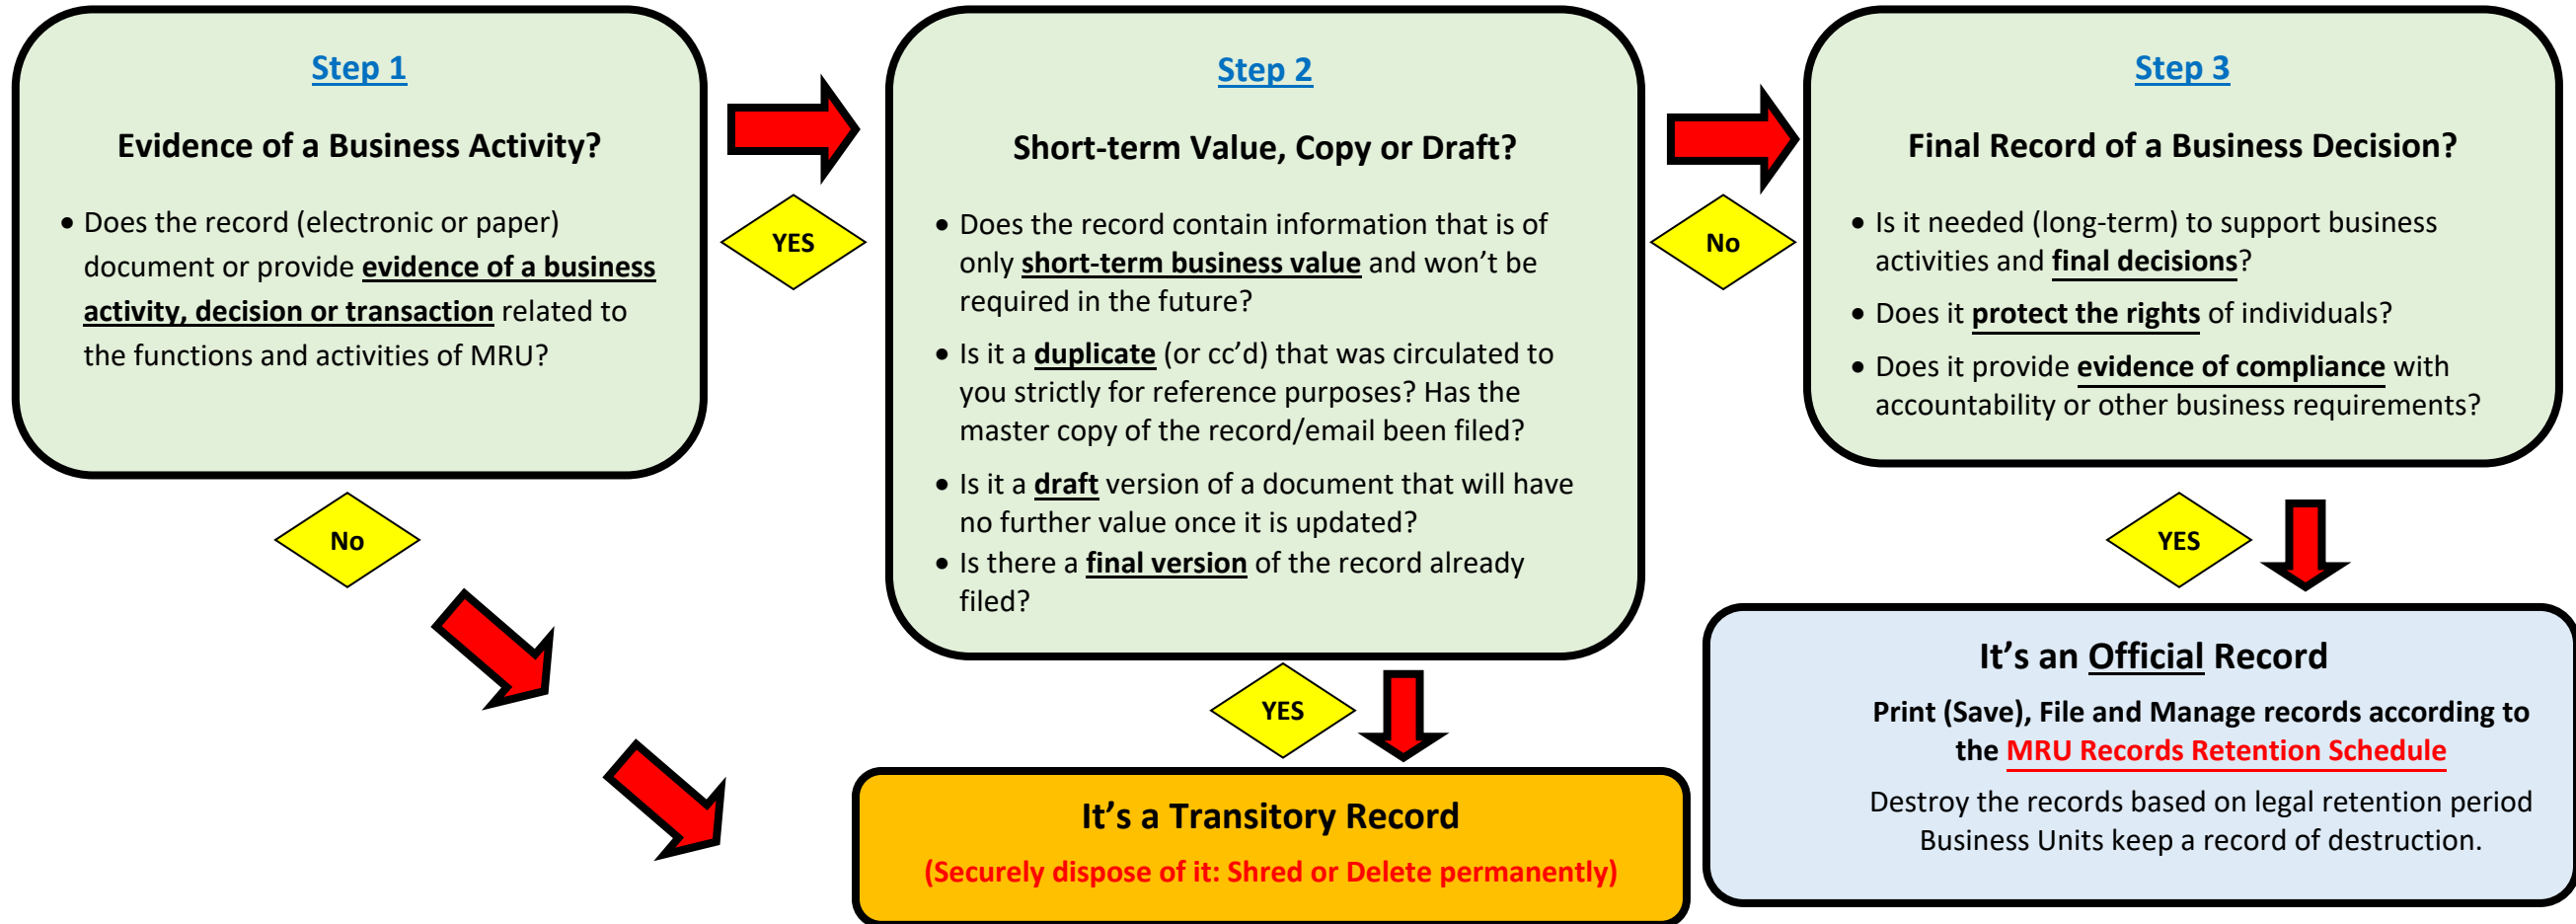 Step 1
Evidence of a Business Activity?
• Does the record (electronic or paper)
document or provide evidence of a business
activity, decision or transaction related to
the functions and activities of MRU?
YES
No
Step 2
Short-term Value, Copy or Draft?
• Does the record contain information that is of
only short-term business value and won’t be
required in the future?
• Is it a duplicate (or cc’d) that was circulated to
you strictly for reference purposes? Has the
master copy of the record/email been filed?
• Is it a draft version of a document that will have
no further value once it is updated?
• Is there a final version of the record already
filed?
No
YES
Step 3
Final Record of a Business Decision?
• Is it needed (long-term) to support business
activities and final decisions?
• Does it protect the rights of individuals?
• Does it provide evidence of compliance with
accountability or other business requirements?
YES
It’s a Transitory Record
(Securely dispose of it: Shred or Delete permanently)
It’s an Official Record
Print (Save), File and Manage records according to
the MRU Records Retention Schedule
Destroy the records based on legal retention period
Business Units keep a record of destruction.